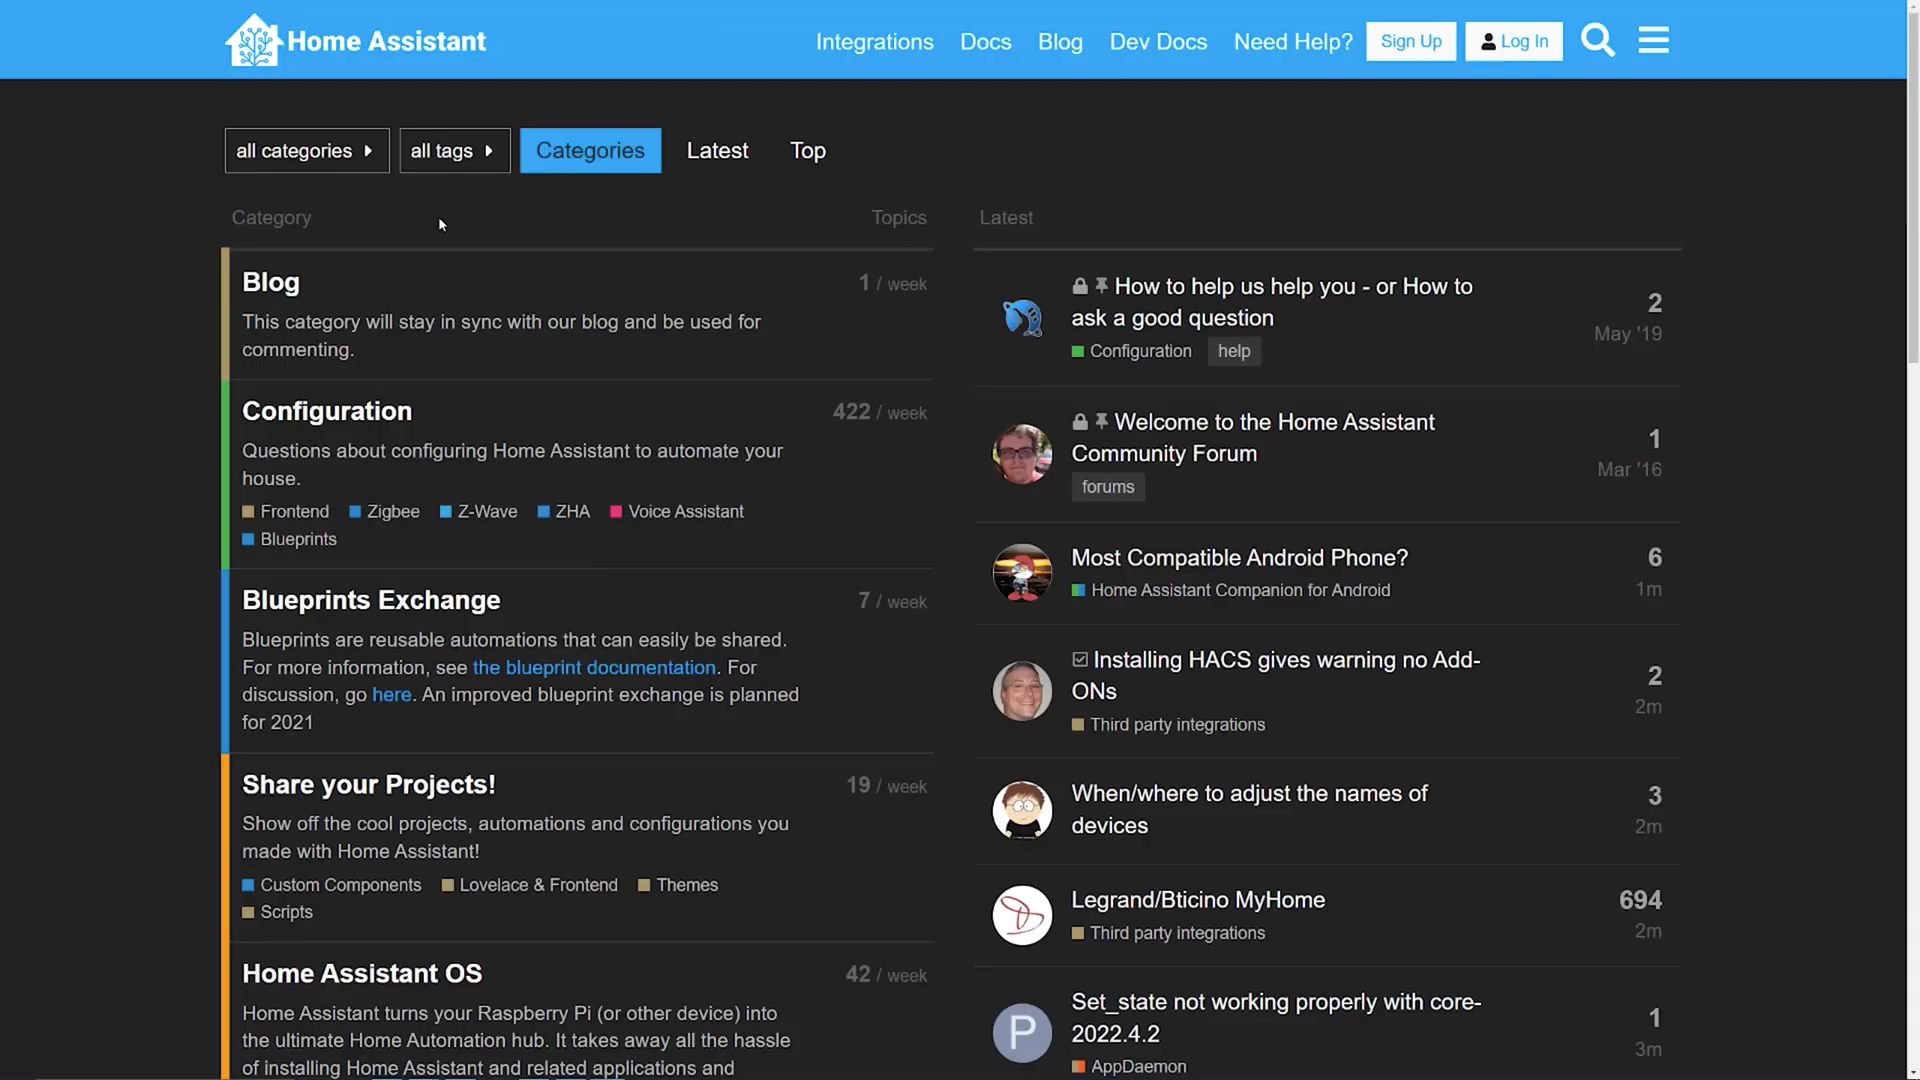 Home Assistant
Integrations Docs Blog Dev Docs Need Help? Sign Up Log In
all categories all tags Categories Latest Top
Category Topics
Blog 1 / week
This category will stay in sync with our blog and be used for
commenting.
Configuration 422 / week
Questions about configuring Home Assistant to automate your
house.
Frontend Zigbee Z-Wave ZHA Voice Assistant
Blueprints
Blueprints Exchange 7 / week
Blueprints are reusable automations that can easily be shared.
For more information, see the blueprint documentation. For
discussion, go here. An improved blueprint exchange is planned
for 2021
Share your Projects! 19 / week
Show off the cool projects, automations and configurations you
made with Home Assistant!
Custom Components Lovelace & Frontend Themes
Scripts
Home Assistant OS 42 / week
Home Assistant turns your Raspberry Pi (or other device) into
the ultimate Home Automation hub. It takes away all the hassle
of installing Home Assistant and related applications and
Latest
How to help us help you - or How to
ask a good question
Configuration help
2
May '19
Welcome to the Home Assistant
Community Forum
forums
1
Mar '16
Most Compatible Android Phone?
Home Assistant Companion for Android
6
1m
Installing HACS gives warning no Add-
ONs
Third party integrations
2
2m
When/where to adjust the names of
devices
3
2m
Legrand/Bticino MyHome
Third party integrations
694
2m
P
Set_state not working properly with core-
2022.4.2
AppDaemon
1
3m